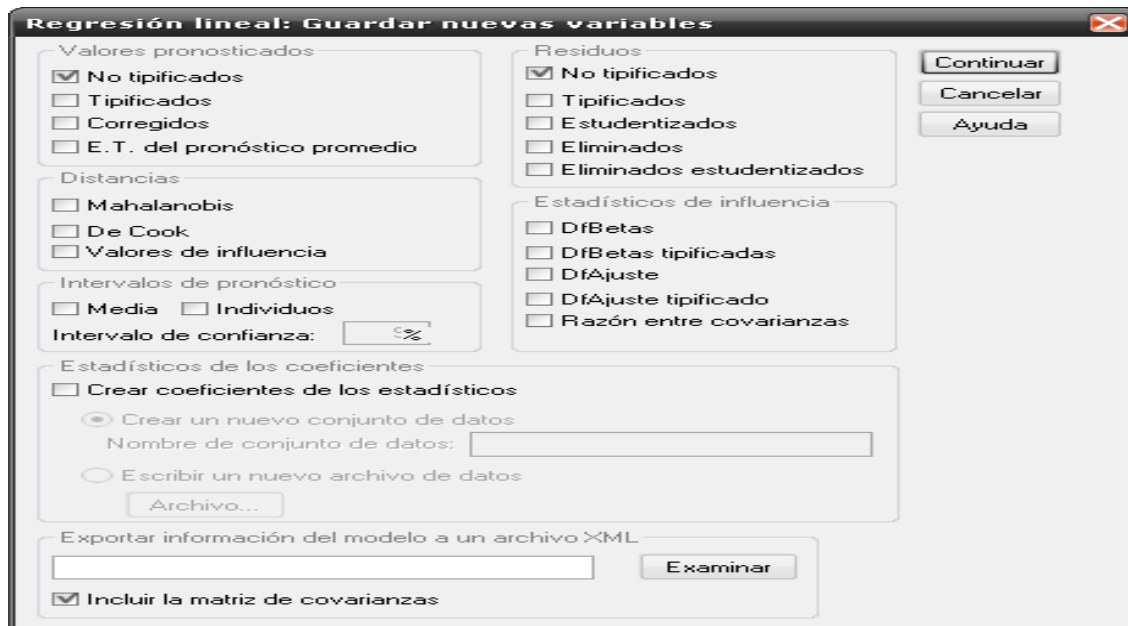 Regresión lineal: Guardar nuevas variables
Valores pronosticados
No tipificados
Tipificados
Corregidos
E.T. del pronóstico promedio
Distancias
Mahalanobis
De Cook
Valores de influencia
Intervalos de pronóstico
Media Individuos
Intervalo de confianza: %
Residuos
No tipificados
Tipificados
Estudentizados
Eliminados
Eliminados estudentizados
Estadísticos de influencia
DfBetas
DfBetas tipificadas
DfAjuste
DfAjuste tipificado
Razón entre covarianzas
Continuar
Cancelar
Ayuda
Estadísticos de los coeficientes
Crear coeficientes de los estadísticos
Crear un nuevo conjunto de datos
Nombre de conjunto de datos:
Escribir un nuevo archivo de datos
Archivo...
Exportar información del modelo a un archivo XML
Examinar
Incluir la matriz de covarianzas